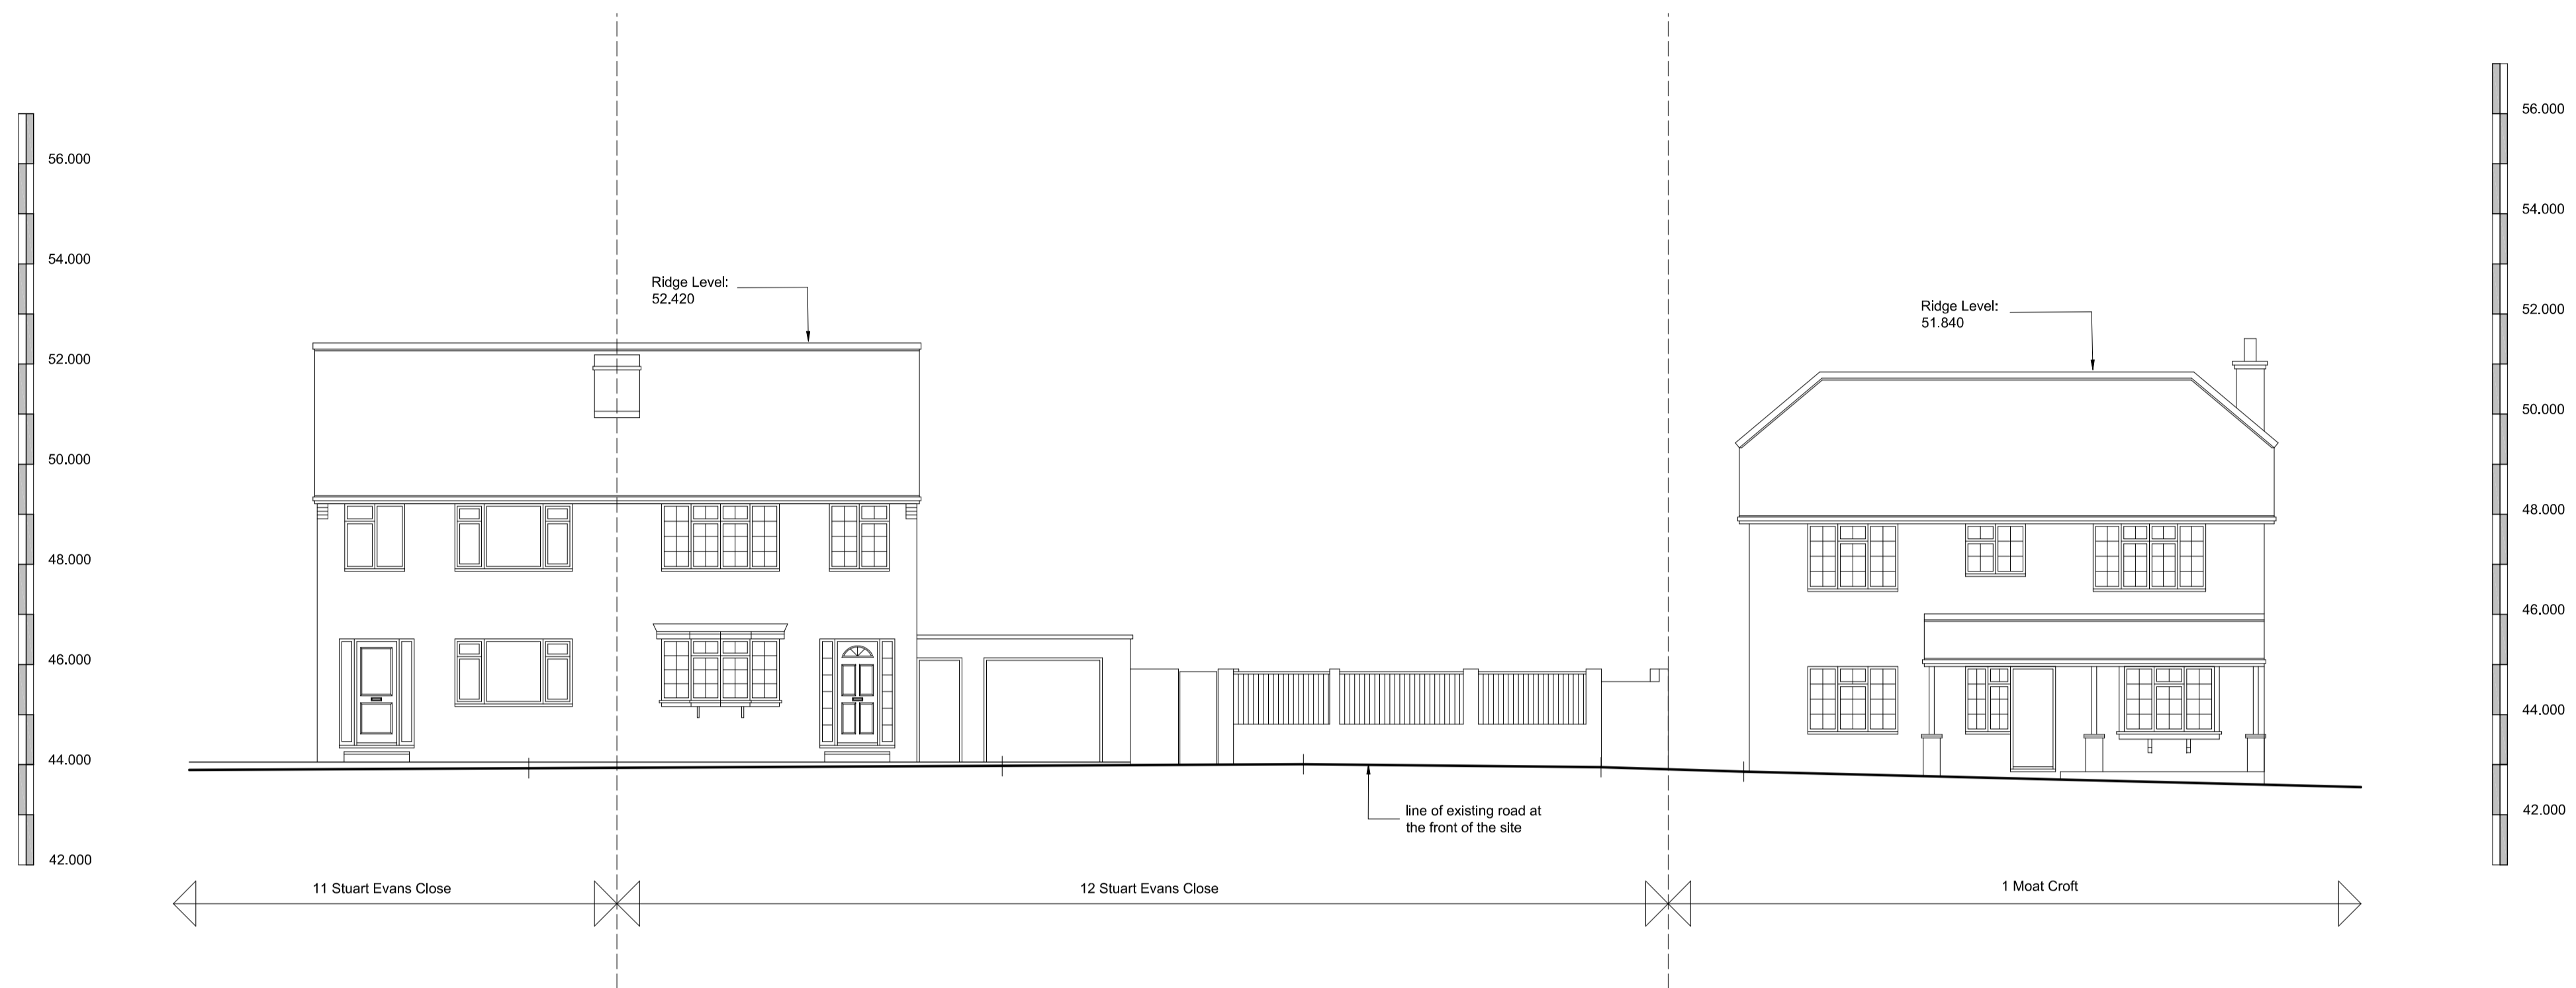 56.000
54.000
52.000
50.000
48.000
46.000
44.000
42.000
Ridge Level:
52.420
Ridge Level:
51.840
line of existing road at
the front of the site
11 Stuart Evans Close
12 Stuart Evans Close
1 Moat Croft
56.000
54.000
52.000
50.000
48.000
46.000
44.000
42.000